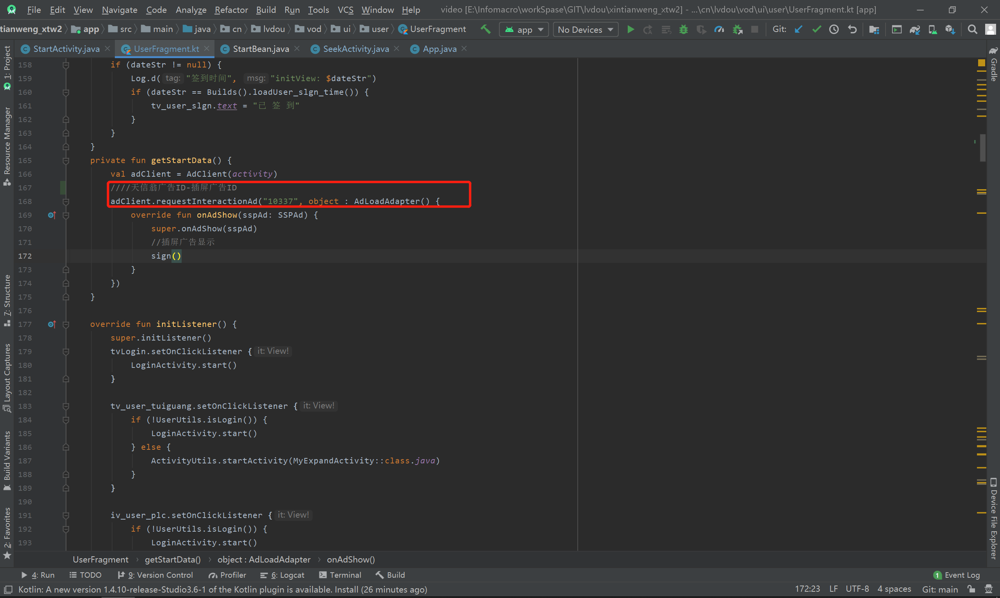 File Edit View Navigate Code Analyze Refactor Build Run Tools VCS Window Help video [E:\Infomacro\workSpase\GIT\lvdou\xintianweng_xtw2] - ...\cn\lvdou\vod\ui\user\UserFragment.kt [app]
tianweng_xtw2 app src main java cn lvdou vod ui user UserFragment app No Devices Git:
StartActivity.java UserFragment.kt StartBean.java SeekActivity.java App.java
1: Project
Resource Manager
7: Structure
Layout Captures
Build Variants
2: Favorites
158 if (dateStr != null) {
159 Log.d( tag: "签到时间", msg: "initView: $dateStr")
160 if (dateStr == Builds().loadUser_slgn_time()) {
161 tv_user_slgn.text = "已 签 到"
162 }
163 }
164 }
165 private fun getStartData() {
166 val adClient = AdClient(activity)
167 ////天信翁广告ID-插屏广告ID
168 adClient.requestInteractionAd("10337", object : AdLoadAdapter() {
169 override fun onAdShow(sspAd: SSPAd) {
170 super.onAdShow(sspAd)
171 //插屏广告显示
172 sign()
173 }
174 })
175 }
176
177 override fun initListener() {
178 super.initListener()
179 tvLogin.setOnClickListener { it: View!
180 LoginActivity.start()
181 }
182
183 tv_user_tuiguang.setOnClickListener { it: View!
184 if (!UserUtils.isLogin()) {
185 LoginActivity.start()
186 } else {
187 ActivityUtils.startActivity(MyExpandActivity::class.java)
188 }
189 }
190
191 iv_user_plc.setOnClickListener { it: View!
192 if (!UserUtils.isLogin()) {
193 LoginActivity.start()
Gradle
Device File Explorer
UserFragment › getStartData() › object : AdLoadAdapter › onAdShow()
4: Run TODO 9: Version Control Profiler 6: Logcat Terminal Build 1 Event Log
Kotlin: A new version 1.4.10-release-Studio3.6-1 of the Kotlin plugin is available. Install (26 minutes ago) 172:23 LF UTF-8 4 spaces Git: main